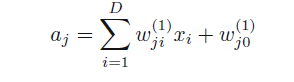 $a_j = \sum_{i=1}^{D} w_{ji}^{(1)} x_i + w_{j0}^{(1)}$